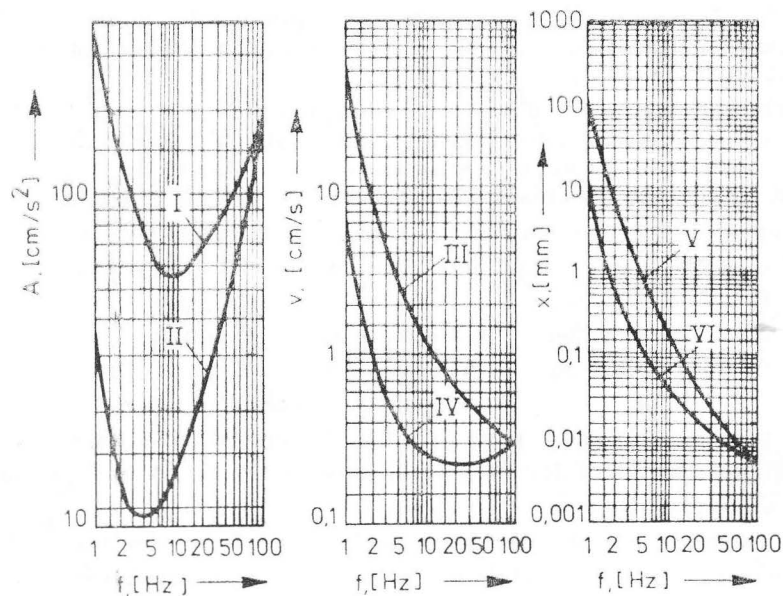 A, [cm/s²]
100
10
I
II
1 2 5 10 20 50 100
f, [Hz]
v, [cm/s]
10
1
0,1
III
IV
1 2 5 10 20 50 100
f, [Hz]
x, [mm]
1000
100
10
1
0,1
0,01
0,001
V
VI
1 2 5 10 20 50 100
f, [Hz]